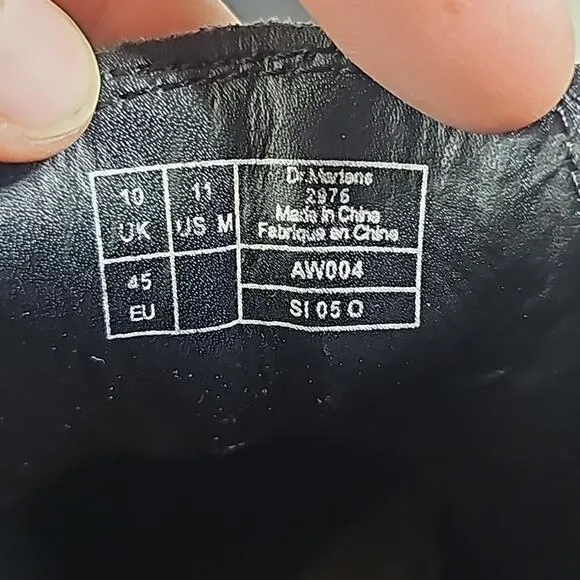 10
UK
11
US M
45
EU
Dr.Martens
2976
Made in China
Fabriqué en Chine
AW004
SI 05 O